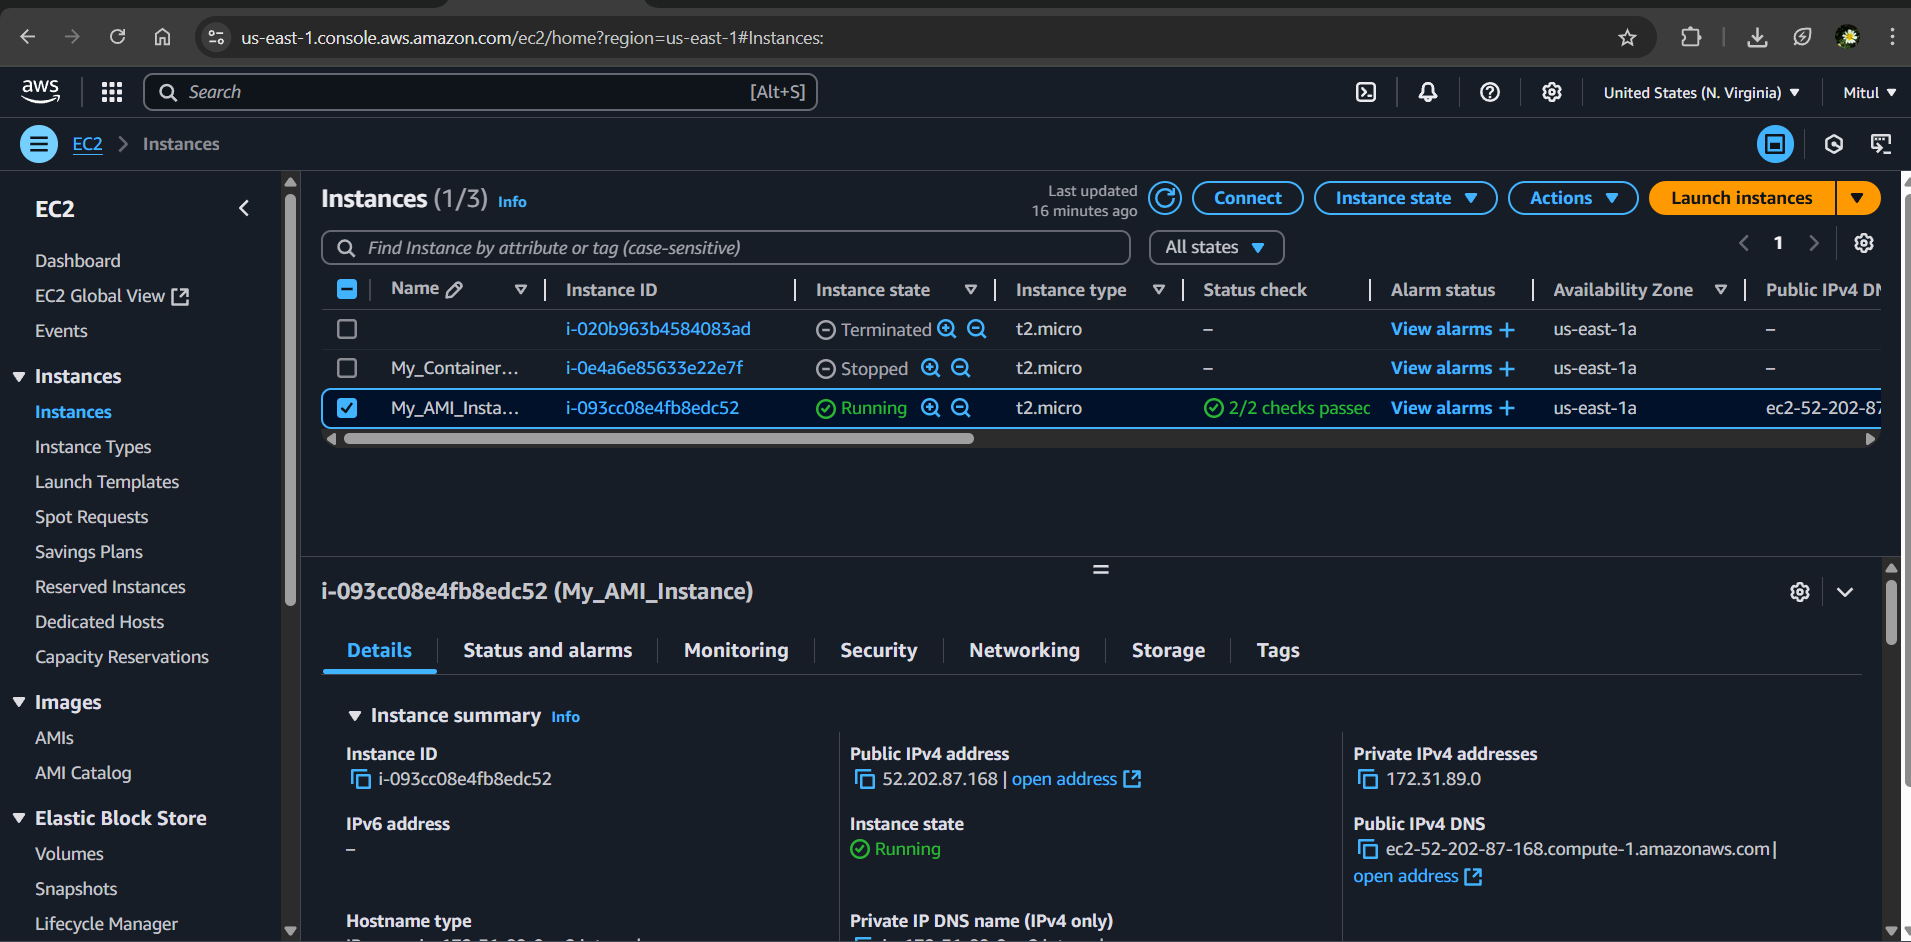 us-east-1.console.aws.amazon.com/ec2/home?region=us-east-1#Instances:
aws
Search
[Alt+S]
United States (N. Virginia)
Mitul
EC2
Instances
EC2
Dashboard
EC2 Global View
Events
Instances
Instances
Instance Types
Launch Templates
Spot Requests
Savings Plans
Reserved Instances
Dedicated Hosts
Capacity Reservations
Images
AMIs
AMI Catalog
Elastic Block Store
Volumes
Snapshots
Lifecycle Manager
Instances (1/3) Info
Last updated
16 minutes ago
Connect
Instance state
Actions
Launch instances
Find Instance by attribute or tag (case-sensitive)
All states
1
Name Instance ID Instance state Instance type Status check Alarm status Availability Zone Public IPv4 DN
i-020b963b4584083ad Terminated t2.micro – View alarms + us-east-1a –
My_Container... i-0e4a6e85633e22e7f Stopped t2.micro – View alarms + us-east-1a –
My_AMI_Insta... i-093cc08e4fb8edc52 Running t2.micro 2/2 checks passed View alarms + us-east-1a ec2-52-202-87
i-093cc08e4fb8edc52 (My_AMI_Instance)
Details
Status and alarms
Monitoring
Security
Networking
Storage
Tags
Instance summary Info
Instance ID
i-093cc08e4fb8edc52
Public IPv4 address
52.202.87.168 | open address
Private IPv4 addresses
172.31.89.0
IPv6 address
–
Instance state
Running
Public IPv4 DNS
ec2-52-202-87-168.compute-1.amazonaws.com |
open address
Hostname type
Private IP DNS name (IPv4 only)